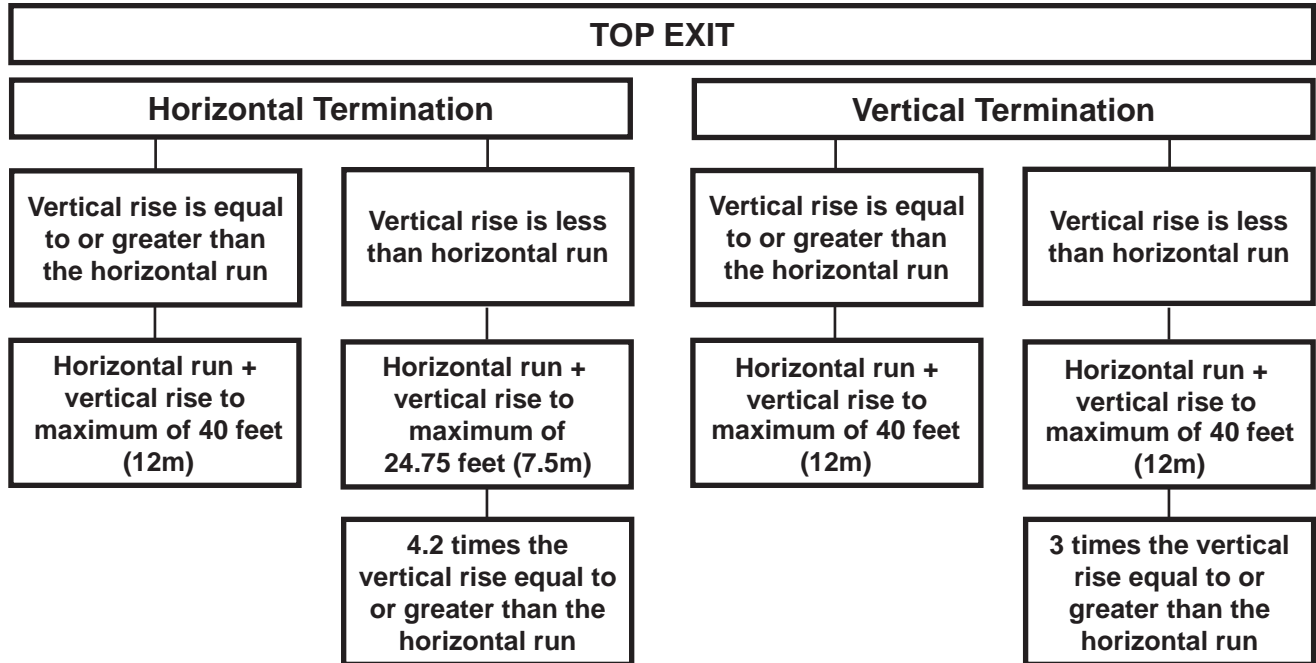 TOP EXIT
Horizontal Termination
Vertical Termination
Vertical rise is equal
to or greater than
the horizontal run
Vertical rise is less
than horizontal run
Vertical rise is equal
to or greater than
the horizontal run
Vertical rise is less
than horizontal run
Horizontal run +
vertical rise to
maximum of 40 feet
(12m)
Horizontal run +
vertical rise to
maximum of
24.75 feet (7.5m)
Horizontal run +
vertical rise to
maximum of 40 feet
(12m)
Horizontal run +
vertical rise to
maximum of 40 feet
(12m)
4.2 times the
vertical rise equal to
or greater than the
horizontal run
3 times the vertical
rise equal to or
greater than the
horizontal run